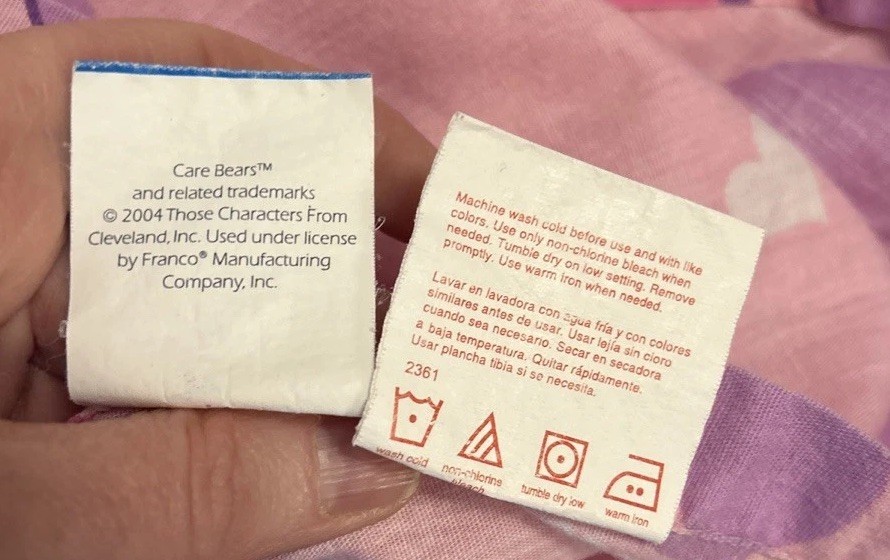 Care Bears™
and related trademarks
© 2004 Those Characters From
Cleveland, Inc. Used under license
by Franco® Manufacturing
Company, Inc.
Machine wash cold before use and with like
colors. Use only non-chlorine bleach when
needed. Tumble dry on low setting. Remove
promptly. Use warm iron when needed.
Lavar en lavadora con agua fría y con colores
similares antes de usar. Usar lejía sin cloro
cuando sea necesario. Secar en secadora
a baja temperatura. Quitar rápidamente.
Usar plancha tibia si se necesita.
2361
wash cold
non-chlorine
bleach
tumble dry low
warm iron